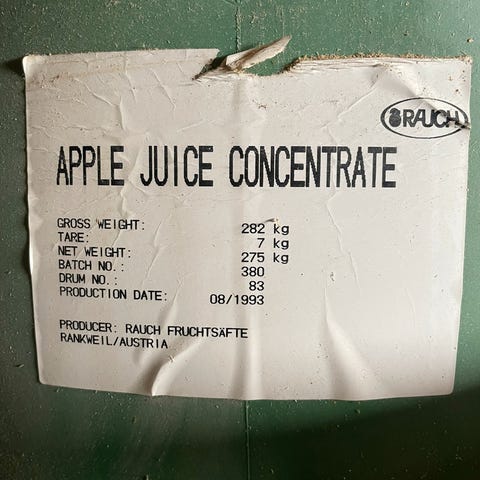 RAUCH
APPLE JUICE CONCENTRATE
GROSS WEIGHT: 282 kg
TARE: 7 kg
NET WEIGHT: 275 kg
BATCH NO.: 380
DRUM NO.: 83
PRODUCTION DATE: 08/1993
PRODUCER: RAUCH FRUCHTSÄFTE
RANKWEIL/AUSTRIA